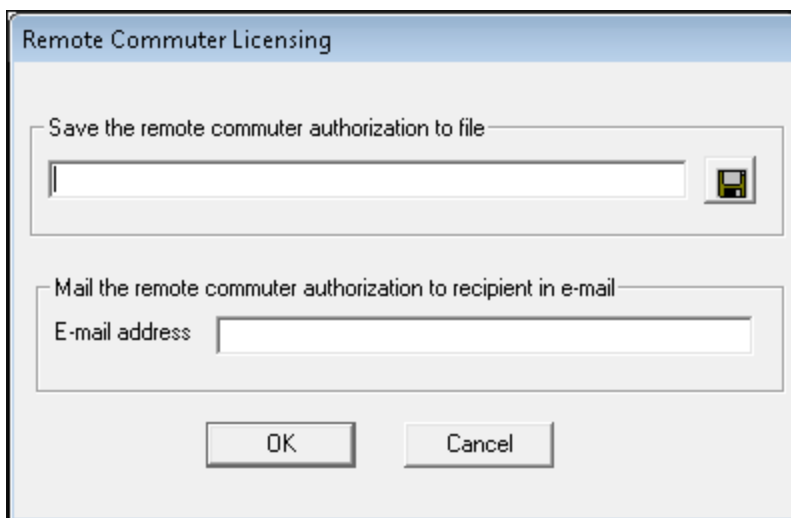 Remote Commuter Licensing
Save the remote commuter authorization to file
Mail the remote commuter authorization to recipient in e-mail
E-mail address
OK
Cancel